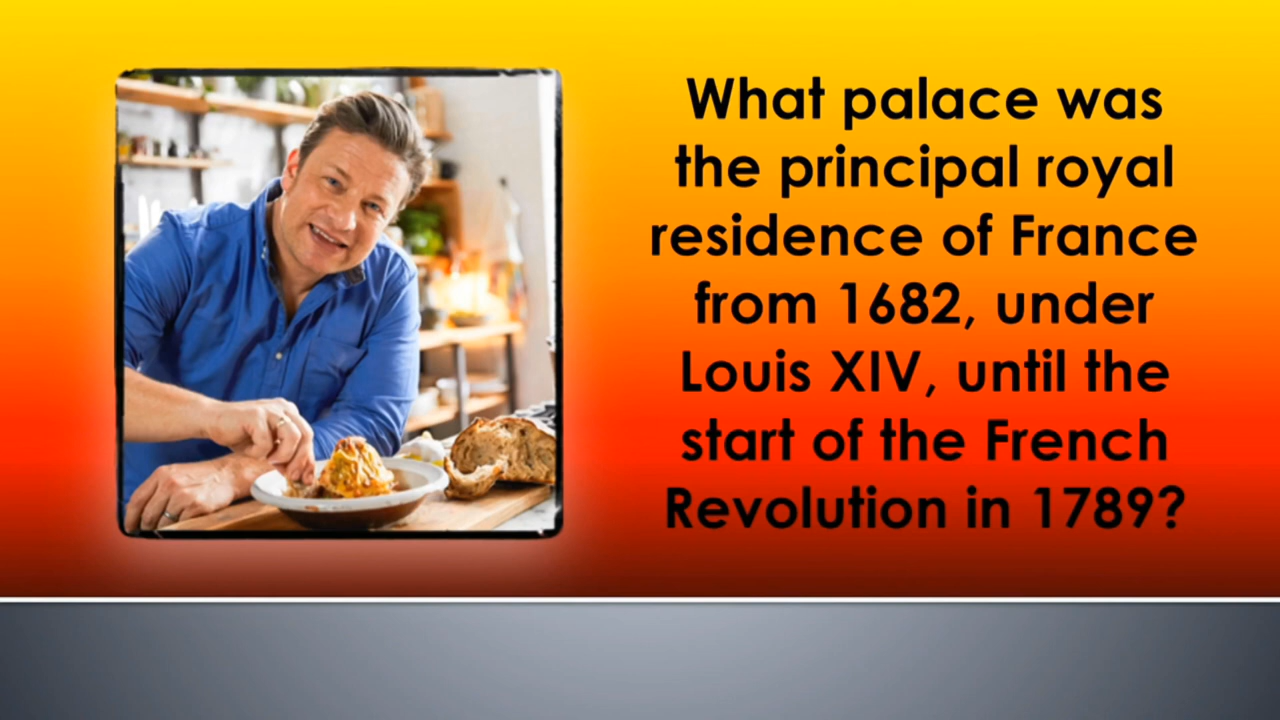 What palace was
the principal royal
residence of France
from 1682, under
Louis XIV, until the
start of the French
Revolution in 1789?